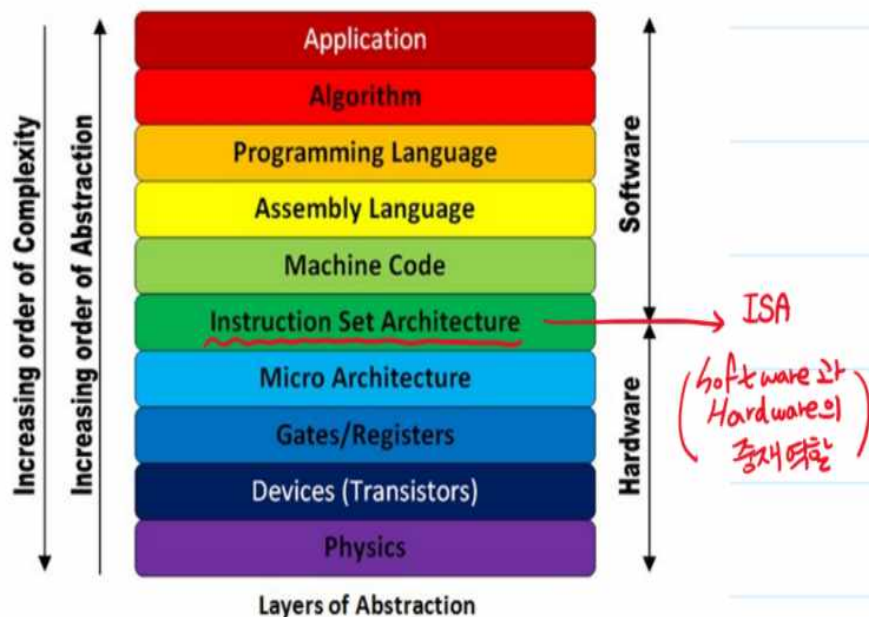 Increasing order of Complexity
Increasing order of Abstraction
Application
Algorithm
Programming Language
Assembly Language
Machine Code
Instruction Set Architecture
Micro Architecture
Gates/Registers
Devices (Transistors)
Physics
Software
Hardware
ISA
(Software과
Hardware의
중재 역할)
Layers of Abstraction